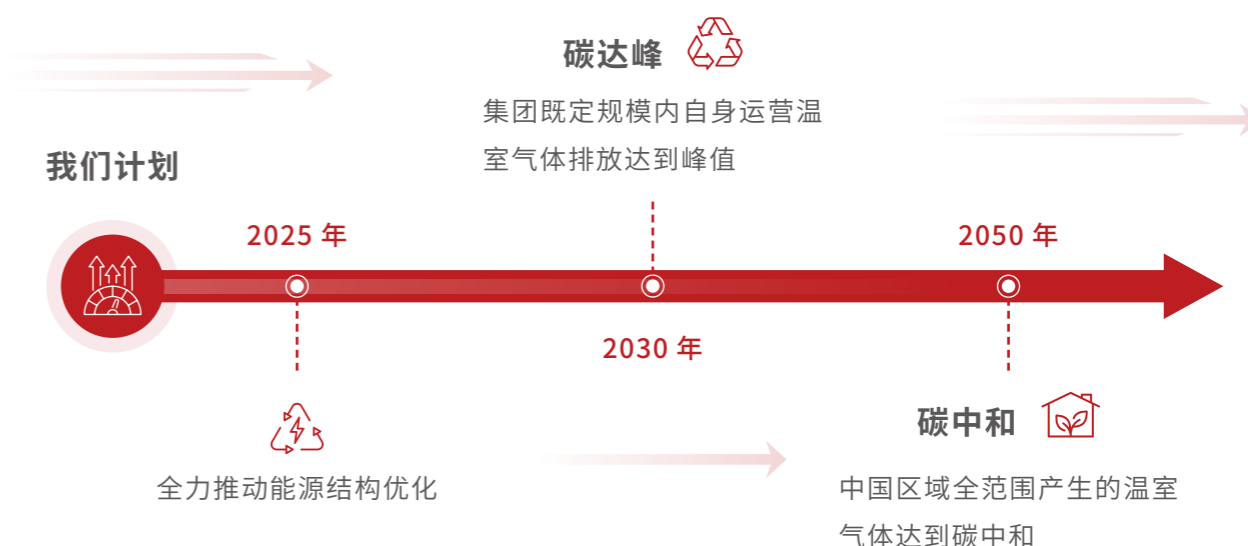 碳达峰
集团既定规模内自身运营温
室气体排放达到峰值
我们计划
2025 年
2050 年
2030 年
碳中和
全力推动能源结构优化
中国区域全范围产生的温室
气体达到碳中和